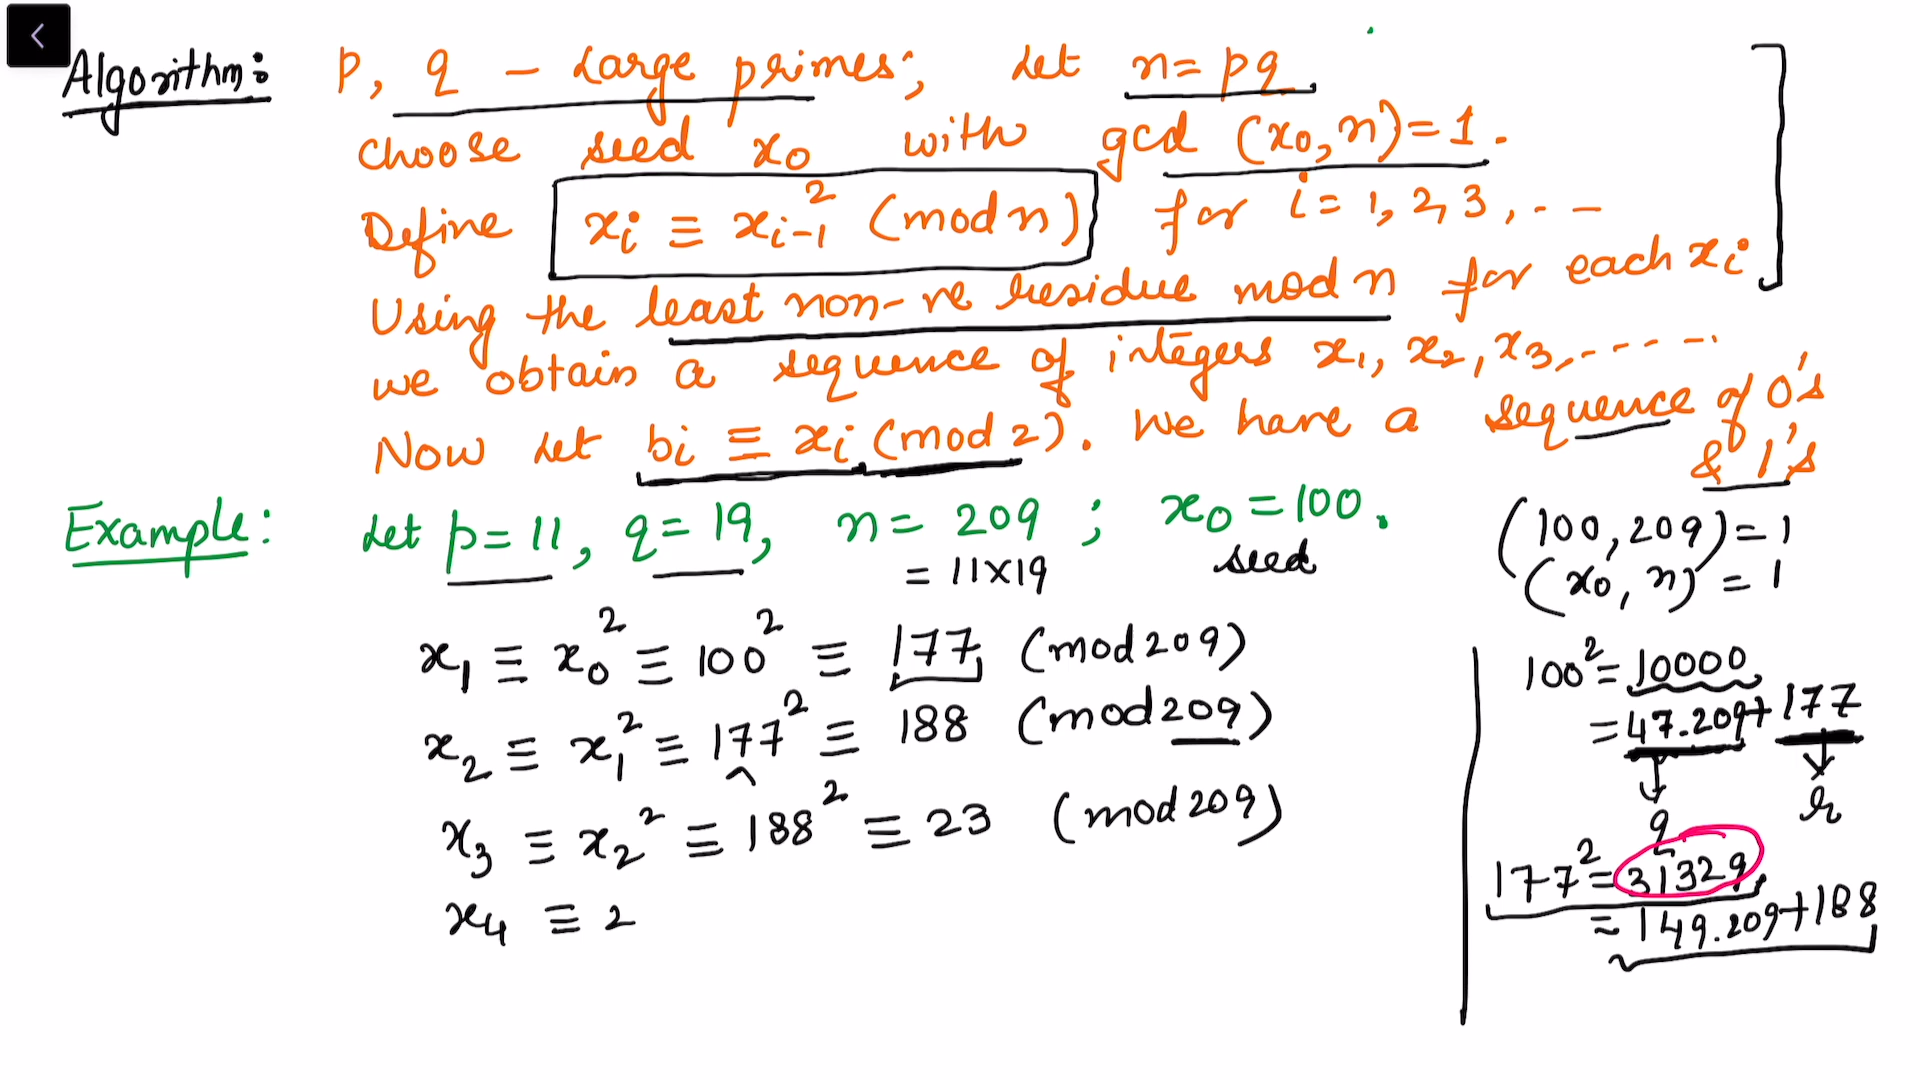 Algorithm: p, q - Large primes; Let n = pq
choose seed x₀ with gcd (x₀, n) = 1.
Define xᵢ ≡ xᵢ₋₁² (mod n) for i = 1, 2, 3, . - -
Using the least non-ve residue mod n for each xᵢ
we obtain a sequence of integers x₁, x₂, x₃, - - - - -.
Now Let bᵢ ≡ xᵢ (mod 2). We have a sequence of 0's
& 1's
Example: Let p = 11, q = 19, n = 209 ; x₀ = 100.
= 11×19
seed
(100, 209) = 1
(x₀, n) = 1
x₁ ≡ x₀² ≡ 100² ≡ 177 (mod 209)
x₂ ≡ x₁² ≡ 177² ≡ 188 (mod 209)
x₃ ≡ x₂² ≡ 188² ≡ 23 (mod 209)
x₄ ≡ 2
100² = 10000
= 47.209 + 177
q r
177² = 31329
= 149.209 + 188